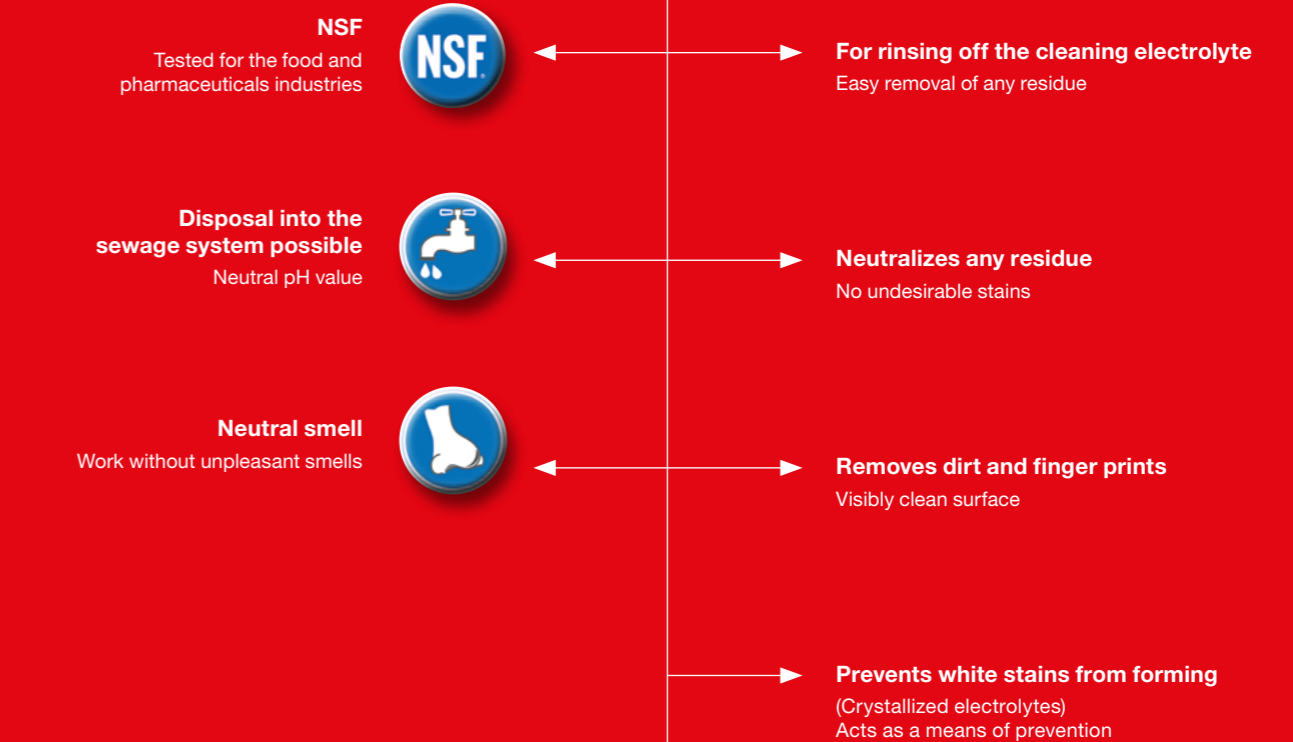 NSF
Tested for the food and
pharmaceuticals industries
NSF®
For rinsing off the cleaning electrolyte
Easy removal of any residue
Disposal into the
sewage system possible
Neutral pH value
Neutralizes any residue
No undesirable stains
Neutral smell
Work without unpleasant smells
Removes dirt and finger prints
Visibly clean surface
Prevents white stains from forming
(Crystallized electrolytes)
Acts as a means of prevention